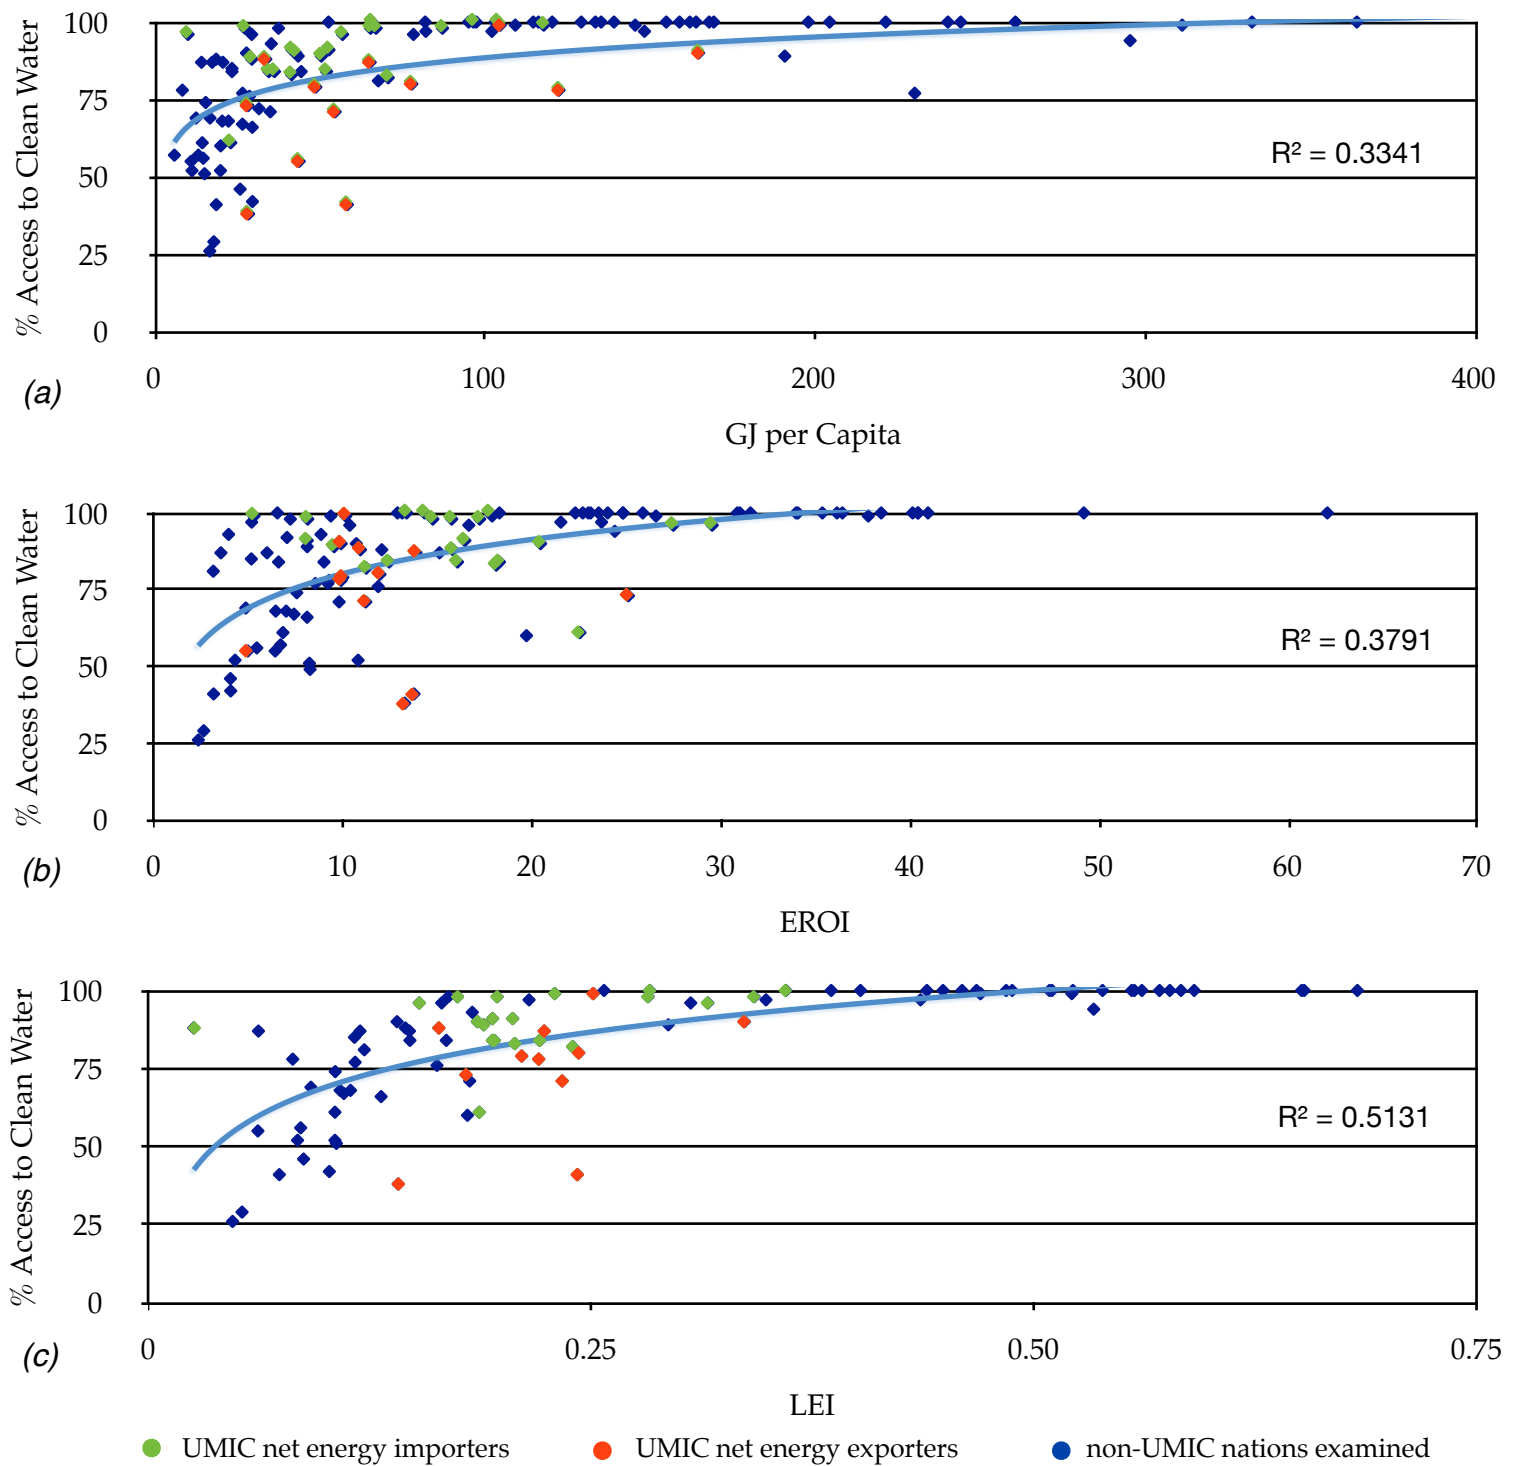 % Access to Clean Water
100
75
50
25
0
R² = 0.3341
0 100 200 300 400
(a)
GJ per Capita
% Access to Clean Water
100
75
50
25
0
R² = 0.3791
0 10 20 30 40 50 60 70
(b)
EROI
% Access to Clean Water
100
75
50
25
0
R² = 0.5131
0 0.25 0.50 0.75
(c)
LEI
UMIC net energy importers UMIC net energy exporters non-UMIC nations examined